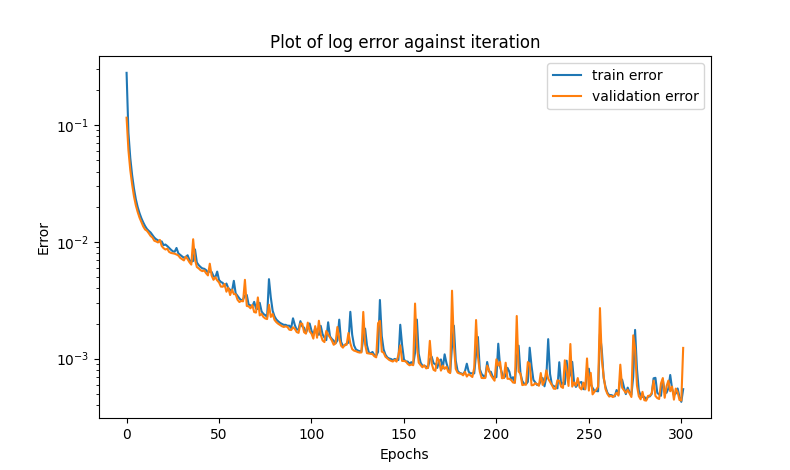 Plot of log error against iteration
train error
validation error
Error
10⁻¹
10⁻²
10⁻³
0 50 100 150 200 250 300
Epochs